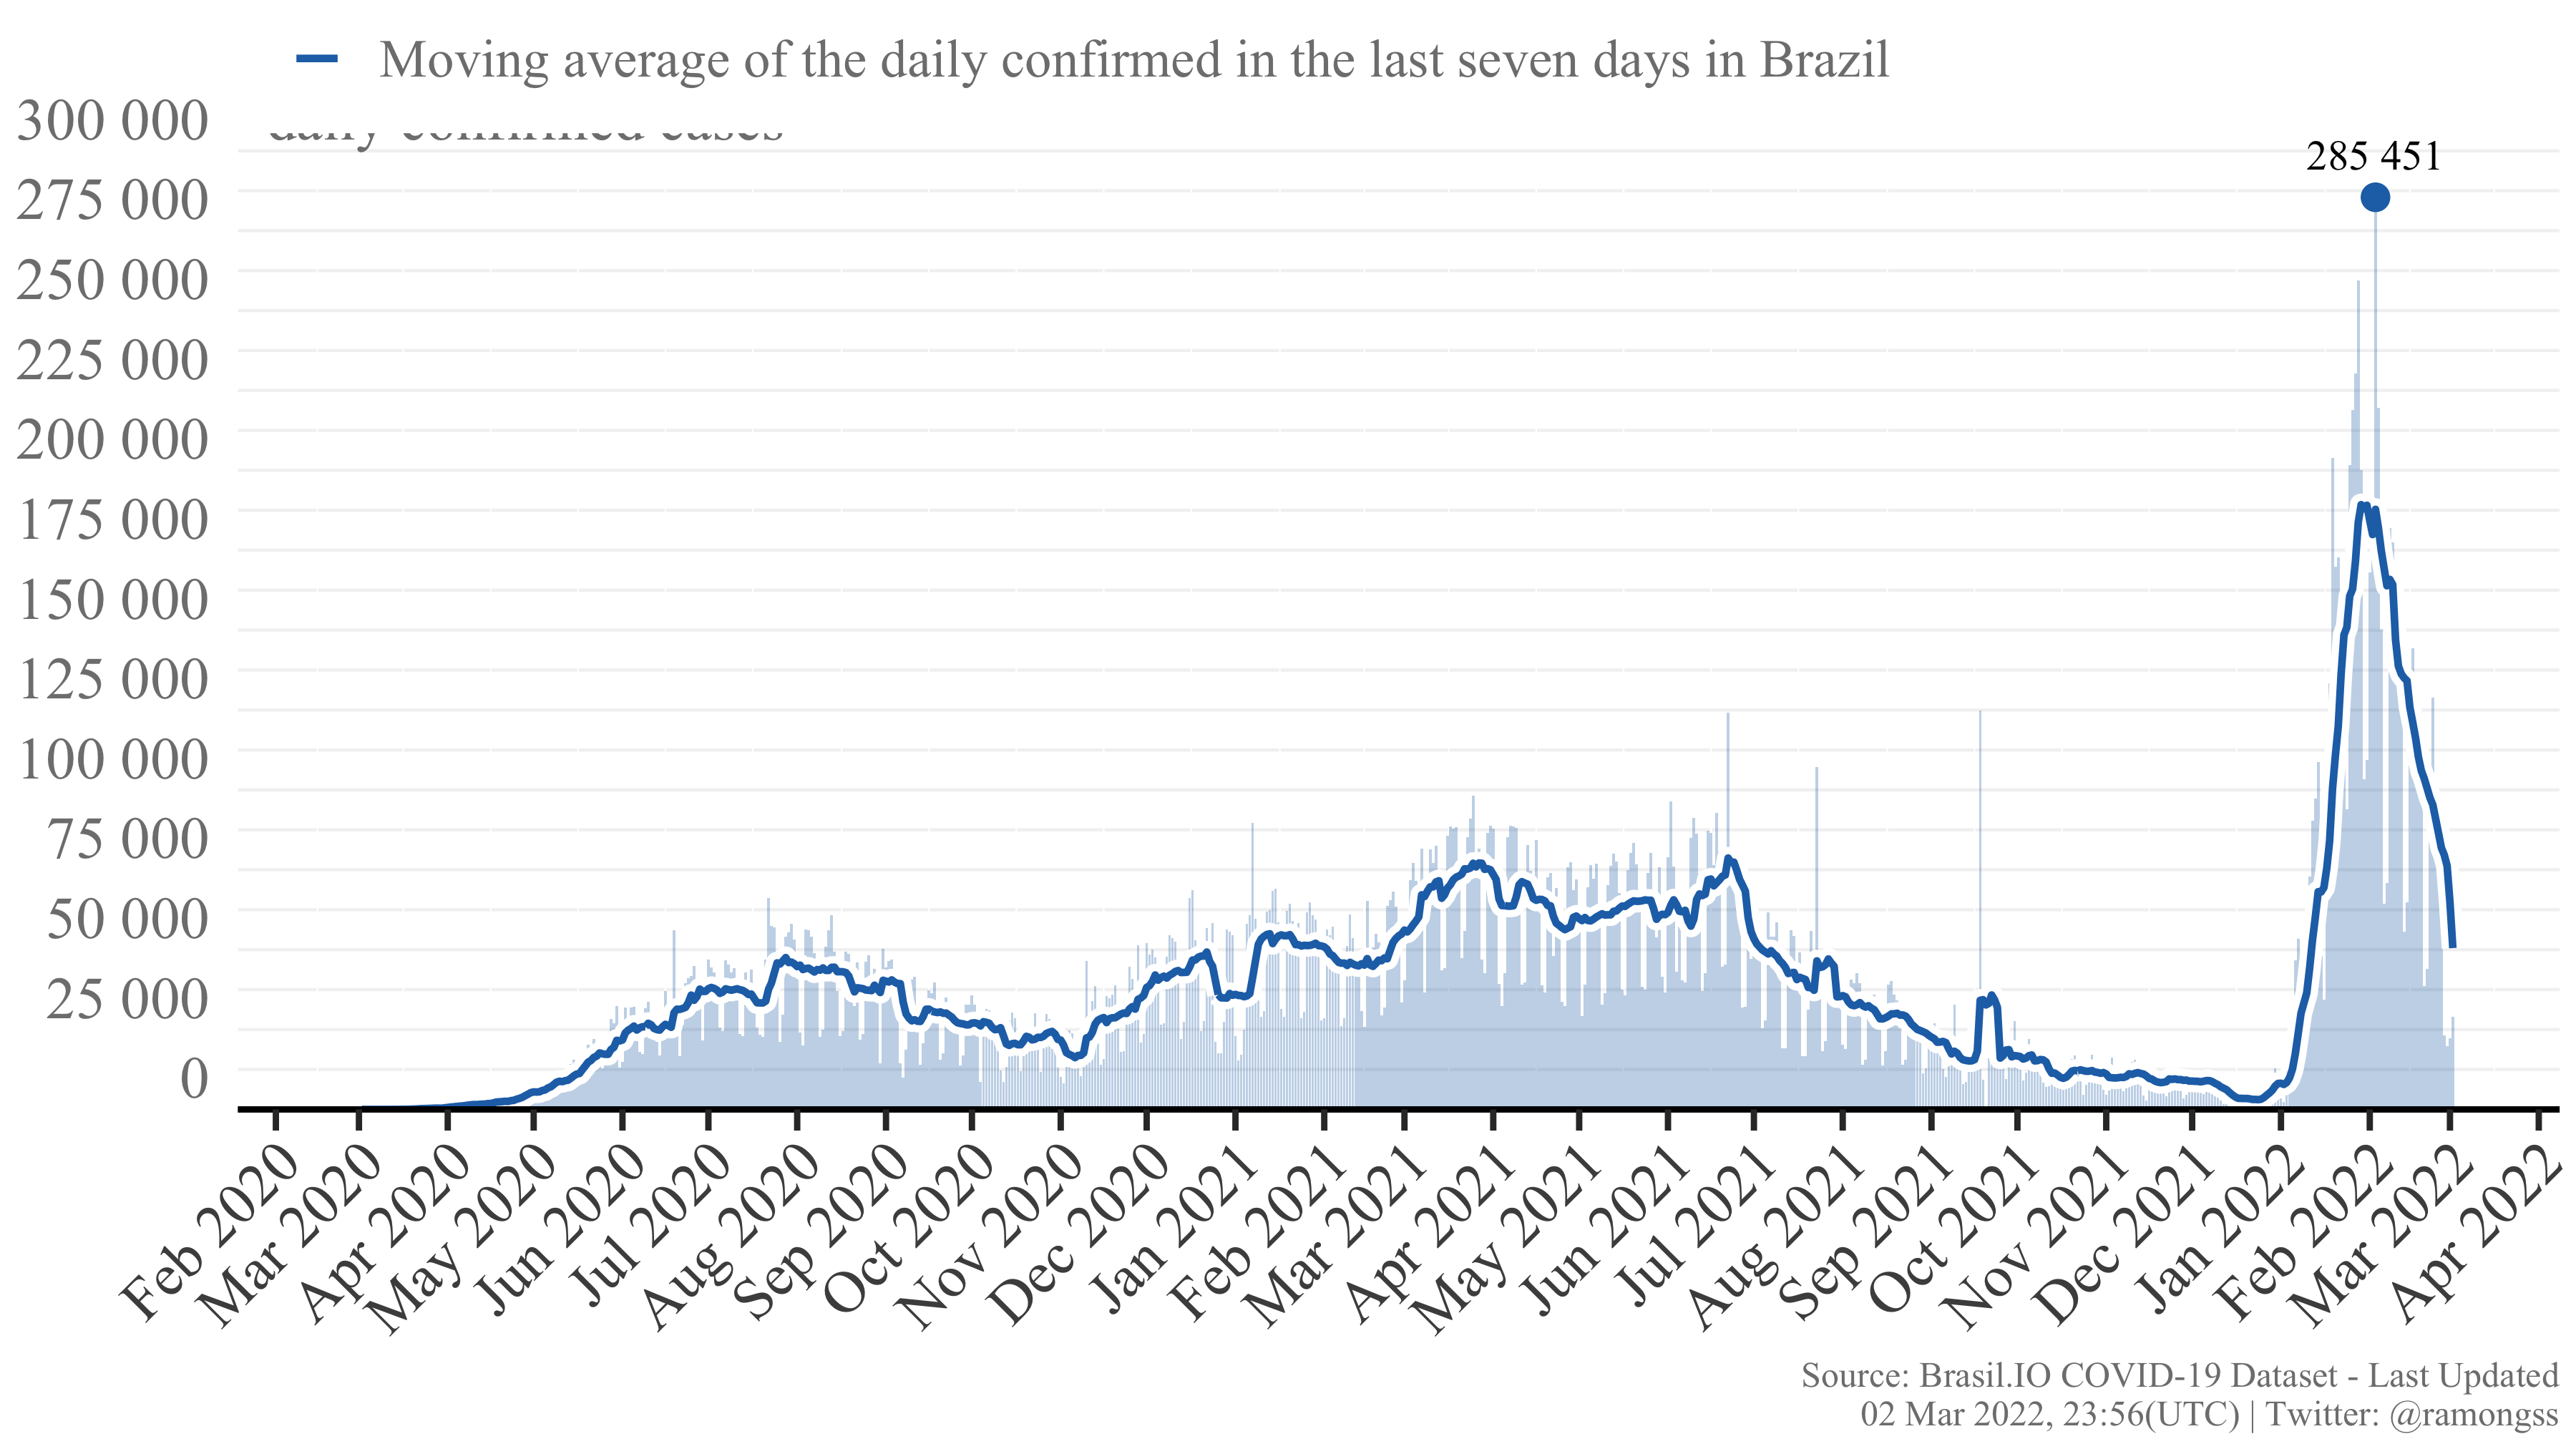 Moving average of the daily confirmed in the last seven days in Brazil
daily confirmed cases
300 000
275 000
250 000
225 000
200 000
175 000
150 000
125 000
100 000
75 000
50 000
25 000
0
285 451
Feb 2020
Mar 2020
Apr 2020
May 2020
Jun 2020
Jul 2020
Aug 2020
Sep 2020
Oct 2020
Nov 2020
Dec 2020
Jan 2021
Feb 2021
Mar 2021
Apr 2021
May 2021
Jun 2021
Jul 2021
Aug 2021
Sep 2021
Oct 2021
Nov 2021
Dec 2021
Jan 2022
Feb 2022
Mar 2022
Apr 2022
Source: Brasil.IO COVID-19 Dataset - Last Updated
02 Mar 2022, 23:56(UTC) | Twitter: @ramongss